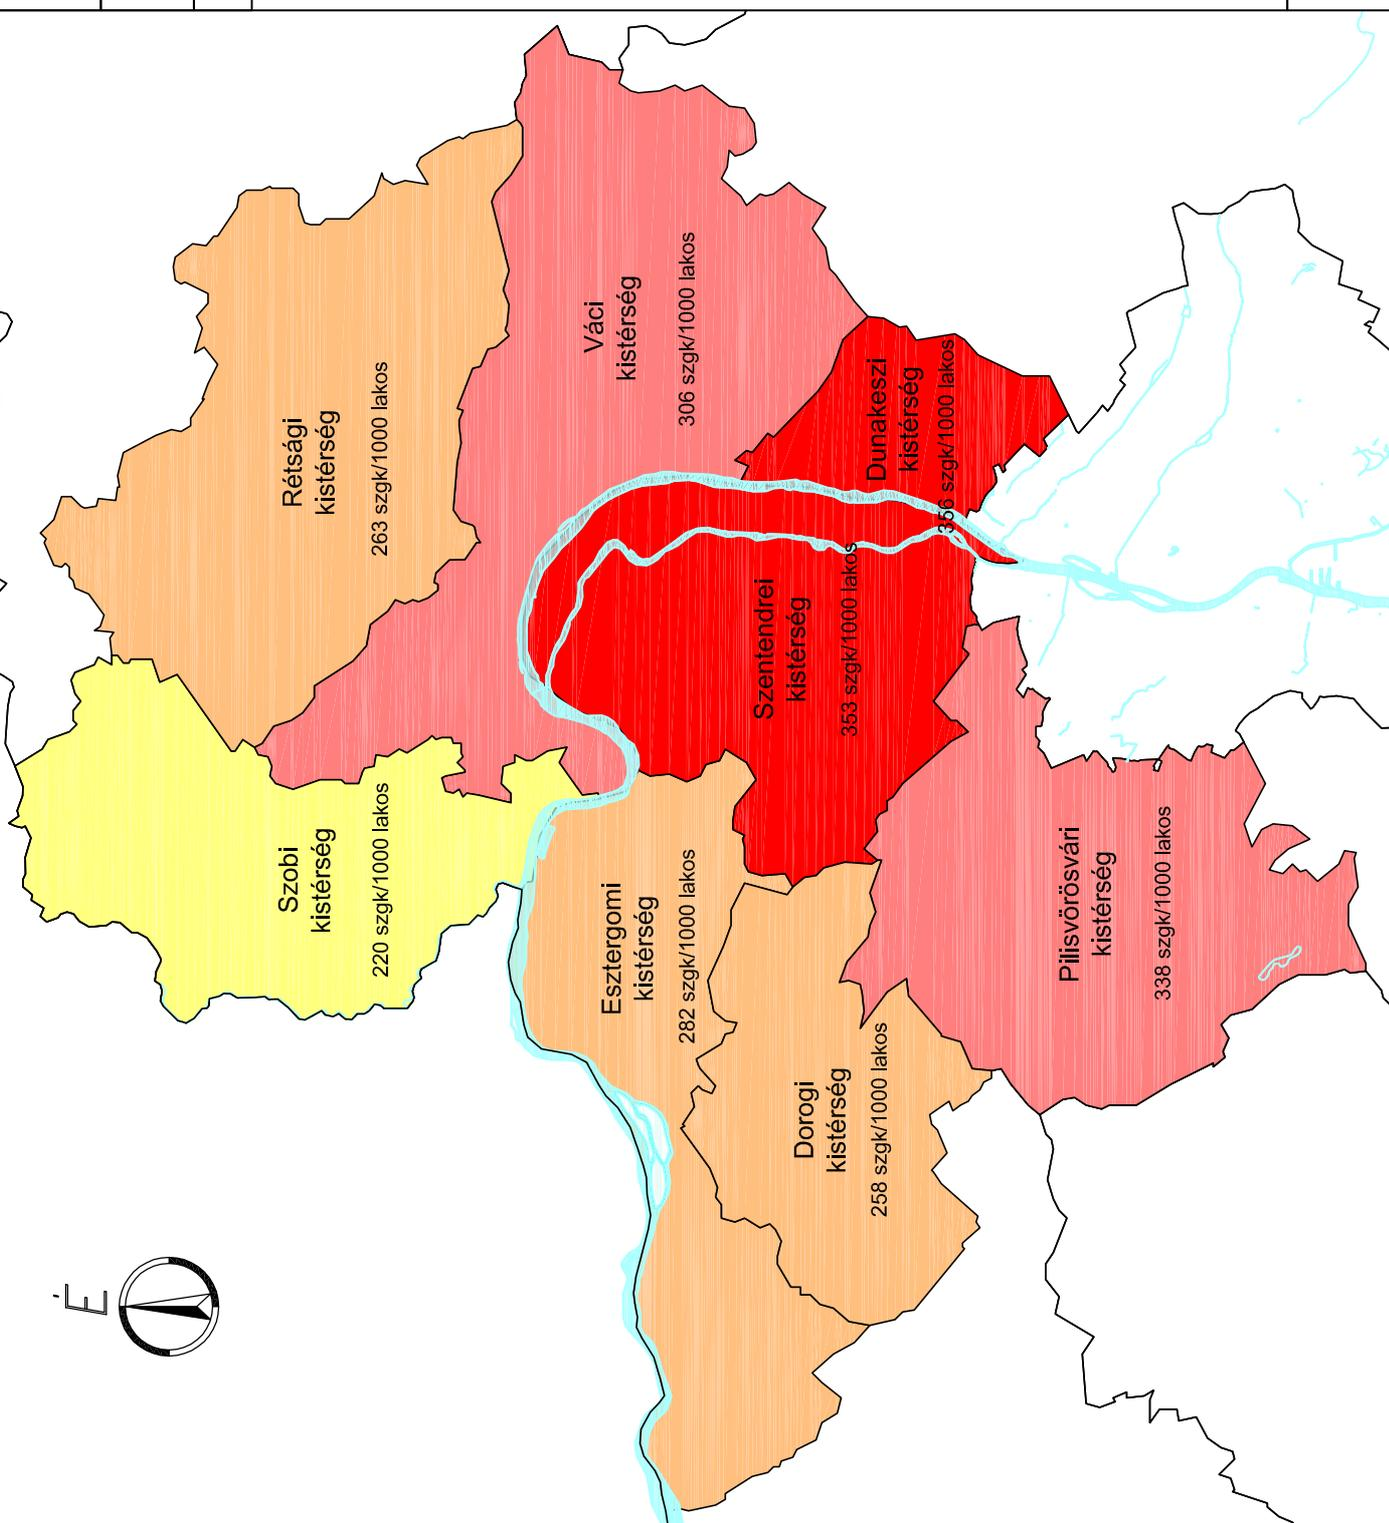 É
Rétsági
kistérség
263 szgk/1000 lakos
Váci
kistérség
306 szgk/1000 lakos
Dunakeszi
kistérség
356 szgk/1000 lakos
Szobi
kistérség
220 szgk/1000 lakos
Szentendrei
kistérség
353 szgk/1000 lakos
Esztergomi
kistérség
282 szgk/1000 lakos
Dorogi
kistérség
258 szgk/1000 lakos
Pilisvörösvári
kistérség
338 szgk/1000 lakos